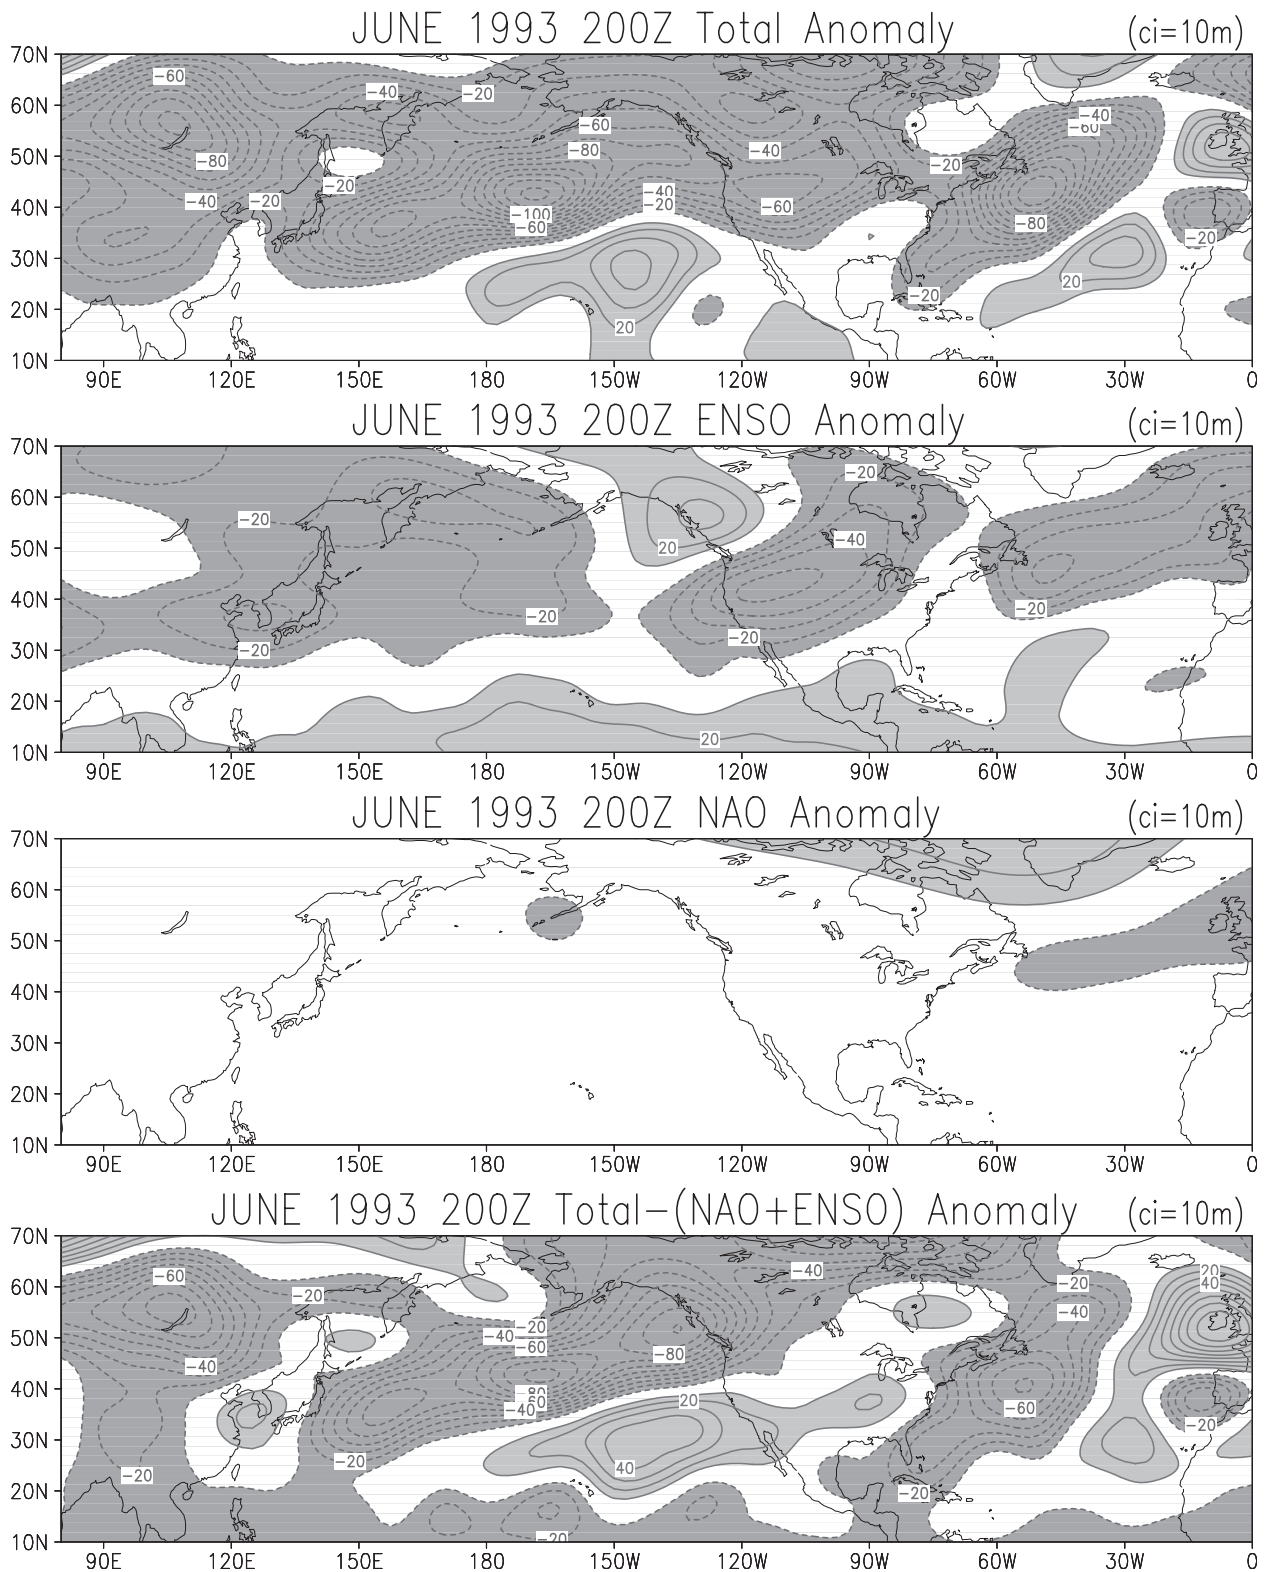 JUNE 1993 200Z Total Anomaly (ci=10m)
70N
60N
50N
40N
30N
20N
10N
-60
-40
-20
-60
-80
-80
-40
-20
-20
-40
-20
-100
-60
-40
-60
-20
-40
-60
-80
-20
-20
20
20
90E 120E 150E 180 150W 120W 90W 60W 30W 0
JUNE 1993 200Z ENSO Anomaly (ci=10m)
70N
60N
50N
40N
30N
20N
10N
-20
-20
-40
20
-20
-20
-20
-20
20
90E 120E 150E 180 150W 120W 90W 60W 30W 0
JUNE 1993 200Z NAO Anomaly (ci=10m)
70N
60N
50N
40N
30N
20N
10N
90E 120E 150E 180 150W 120W 90W 60W 30W 0
JUNE 1993 200Z Total-(NAO+ENSO) Anomaly (ci=10m)
70N
60N
50N
40N
30N
20N
10N
-60
-40
-20
20
40
-20
-40
-20
-40
-60
-40
-80
-80
-60
-40
20
-60
-20
-20
-20
40
-20
-20
90E 120E 150E 180 150W 120W 90W 60W 30W 0